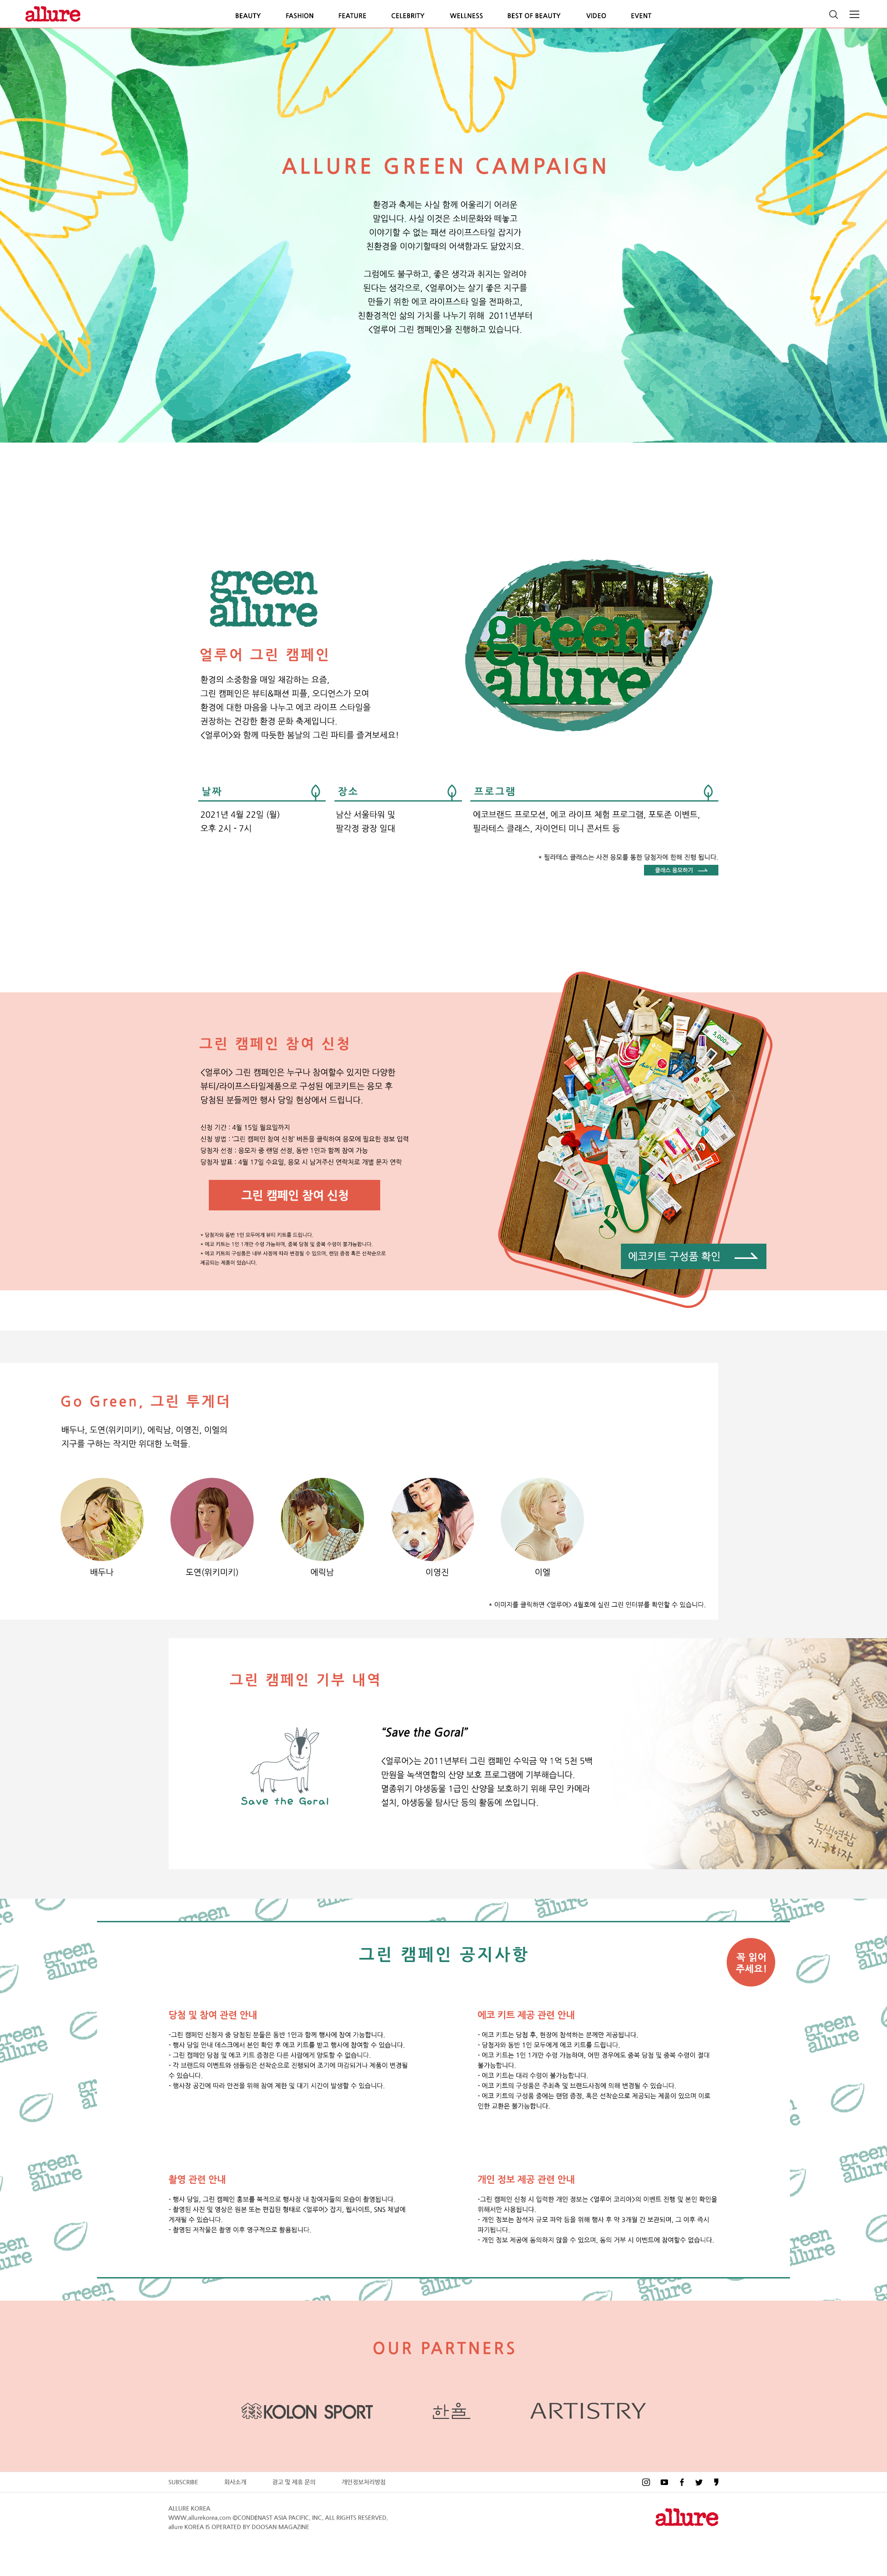 allure
BEAUTY FASHION FEATURE CELEBRITY WELLNESS BEST OF BEAUTY VIDEO EVENT
ALLURE GREEN CAMPAIGN
환경과 축제는 사실 함께 어울리기 어려운
말입니다. 사실 이것은 소비문화와 떼놓고
이야기할 수 없는 패션 라이프스타일 잡지가
친환경을 이야기할때의 어색함과도 닮았지요.
그럼에도 불구하고, 좋은 생각과 취지는 알려야
된다는 생각으로, <얼루어>는 살기 좋은 지구를
만들기 위한 에코 라이프스타 일을 전파하고,
친환경적인 삶의 가치를 나누기 위해 2011년부터
<얼루어 그린 캠페인>을 진행하고 있습니다.
green
allure
green
allure
얼루어 그린 캠페인
환경의 소중함을 매일 재감하는 요즘,
그린 캠페인은 뷰티&패션 피플, 오디언스가 모여
환경에 대한 마음을 나누고 에코 라이프 스타일을
권장하는 건강한 환경 문화 축제입니다.
<얼루어>와 함께 따듯한 봄날의 그린 파티를 즐겨보세요!
날짜
2021년 4월 22일 (월)
오후 2시 - 7시
장소
남산 서울타워 및
팔각정 광장 일대
프로그램
에코브랜드 프로모션, 에코 라이프 체험 프로그램, 포토존 이벤트,
필라테스 클래스, 자이언티 미니 콘서트 등
* 필라테스 클래스는 사전 응모를 통한 당첨자에 한해 진행 됩니다.
클래스 응모하기
그린 캠페인 참여 신청
<얼루어> 그린 캠페인은 누구나 참여할수 있지만 다양한
뷰티/라이프스타일제품으로 구성된 에코키트는 응모 후
당첨된 분들께만 행사 당일 현상에서 드립니다.
신청 기간 : 4월 15일 월요일까지
신청 방법 : '그린 캠페인 참여 신청' 버튼을 클릭하여 응모에 필요한 정보 입력
당첨자 선정 : 응모자 중 랜덤 선정, 동반 1인과 함께 참여 가능
당첨자 발표 : 4월 17일 수요일, 응모 시 남겨주신 연락처로 개별 문자 연락
그린 캠페인 참여 신청
* 당첨자와 동반 1인 모두에게 뷰티 키트를 드립니다.
* 에코 키트는 1인 1개만 수령 가능하며, 중복 당첨 및 중복 수령이 불가능합니다.
* 에코 키트의 구성품은 내부 사정에 따라 변경될 수 있으며, 랜덤 증정 혹은 선착순으로
제공되는 제품이 있습니다.
5,000원
에코키트 구성품 확인
Go Green, 그린 투게더
배두나, 도연(위키미키), 에릭남, 이영진, 이엘의
지구를 구하는 작지만 위대한 노력들.
배두나 도연(위키미키) 에릭남 이영진 이엘
* 이미지를 클릭하면 <얼루어> 4월호에 실린 그린 인터뷰를 확인할 수 있습니다.
그린 캠페인 기부 내역
Save the Goral
"Save the Goral"
<얼루어>는 2011년부터 그린 캠페인 수익금 약 1억 5천 5백
만원을 녹색연합의 산양 보호 프로그램에 기부해습니다.
멸종위기 야생동물 1급인 산양을 보호하기 위해 무인 카메라
설치, 야생동물 탐사단 등의 활동에 쓰입니다.
녹색연합
그린 캠페인 공지사항
꼭 읽어
주세요!
당첨 및 참여 관련 안내
-그린 캠페인 신청자 중 당첨된 분들은 동반 1인과 함께 행사에 참여 가능합니다.
- 행사 당일 안내 데스크에서 본인 확인 후 에코 키트를 받고 행사에 참여할 수 있습니다.
- 그린 캠페인 당첨 및 에코 키트 증정은 다른 사람에게 양도할 수 없습니다.
- 각 브랜드의 이벤트와 샘플링은 선착순으로 진행되며 조기에 마감되거나 제품이 변경될
수 있습니다.
- 행사장 공간에 따라 안전을 위해 참여 제한 및 대기 시간이 발생할 수 있습니다.
에코 키트 제공 관련 안내
- 에코 키트는 당첨 후, 현장에 참석하는 분께만 제공됩니다.
- 당첨자와 동반 1인 모두에게 에코 키트를 드립니다.
- 에코 키트는 1인 1개만 수령 가능하며, 어떤 경우에도 중복 당첨 및 중복 수령이 절대
불가능합니다.
- 에코 키트는 대리 수령이 불가능합니다.
- 에코 키트의 구성품은 주최측 및 브랜드사정에 의해 변경될 수 있습니다.
- 에코 키트의 구성품 중에는 랜덤 증정, 혹은 선착순으로 제공되는 제품이 있으며 이로
인한 교환은 불가능합니다.
촬영 관련 안내
- 행사 당일, 그린 캠페인 홍보를 목적으로 행사장 내 참여자들의 모습이 촬영됩니다.
- 촬영된 사진 및 영상은 원본 또는 편집된 형태로 <얼루어> 잡지, 웹사이트, SNS 채널에
게재될 수 있습니다.
- 촬영된 저작물은 촬영 이후 영구적으로 활용됩니다.
개인 정보 제공 관련 안내
-그린 캠페인 신청 시 입력한 개인 정보는 <얼루어 코리아>의 이벤트 진행 및 본인 확인을
위해서만 사용됩니다.
- 개인 정보는 참석자 규모 파악 등을 위해 행사 후 약 3개월 간 보관되며, 그 이후 즉시
파기됩니다.
- 개인 정보 제공에 동의하지 않을 수 있으며, 동의 거부 시 이벤트에 참여할수 없습니다.
OUR PARTNERS
KOLON SPORT 한율 ARTISTRY
SUBSCRIBE 회사소개 광고 및 제휴 문의 개인정보처리방침
ALLURE KOREA
WWW.allurekorea.com ©CONDENAST ASIA PACIFIC, INC. ALL RIGHTS RESERVED,
allure KOREA IS OPERATED BY DOOSAN MAGAZINE
allure